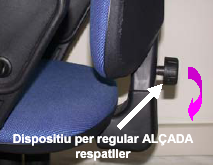 Dispositiu per regular ALÇADA
respatller